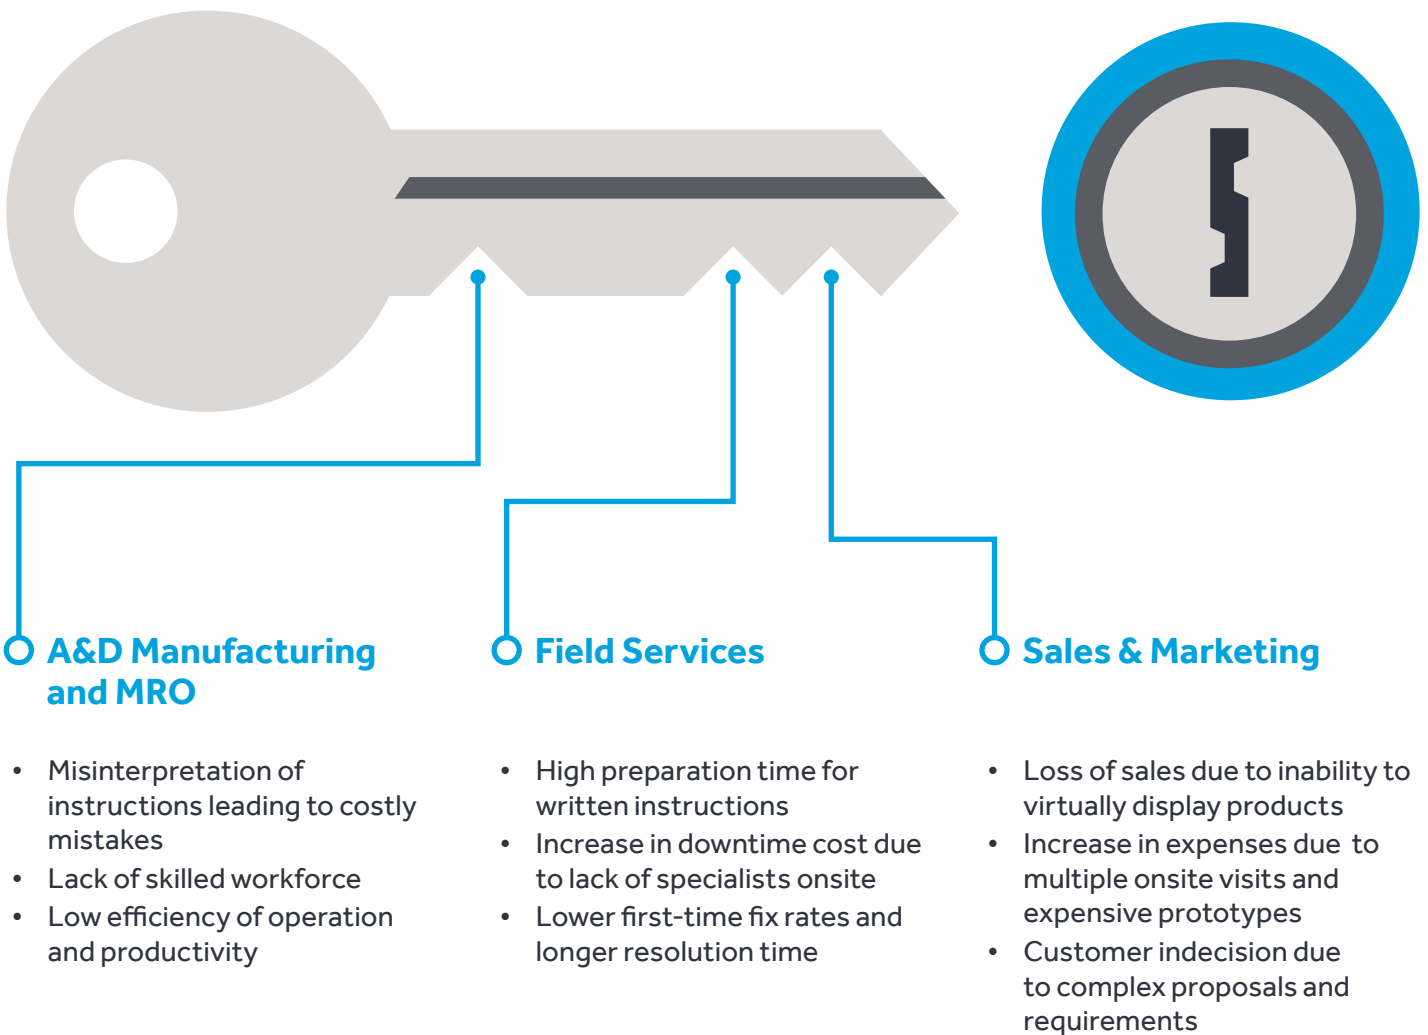 A&D Manufacturing
and MRO
• Misinterpretation of
instructions leading to costly
mistakes
• Lack of skilled workforce
• Low efficiency of operation
and productivity
Field Services
• High preparation time for
written instructions
• Increase in downtime cost due
to lack of specialists onsite
• Lower first-time fix rates and
longer resolution time
Sales & Marketing
• Loss of sales due to inability to
virtually display products
• Increase in expenses due to
multiple onsite visits and
expensive prototypes
• Customer indecision due
to complex proposals and
requirements